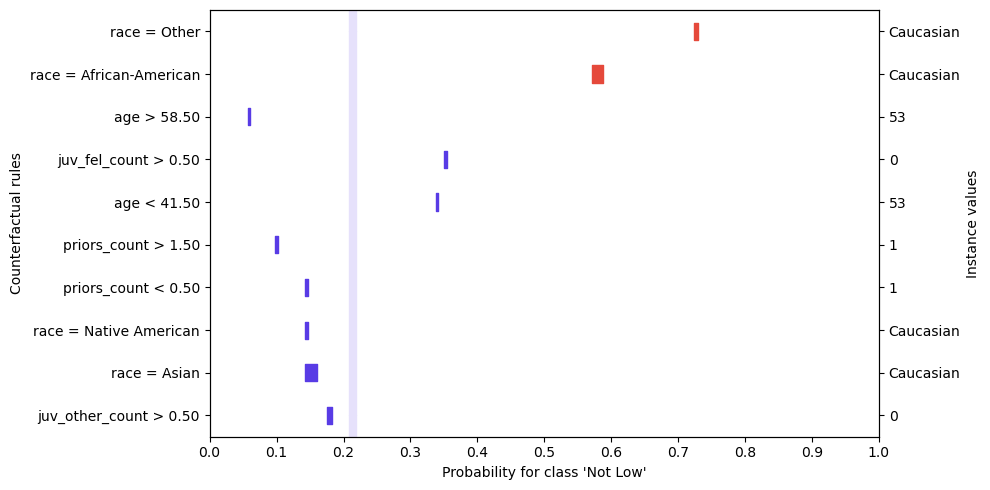 Counterfactual rules
race = Other
Caucasian
race = African-American
Caucasian
age > 58.50
53
juv_fel_count > 0.50
0
age < 41.50
53
priors_count > 1.50
1
priors_count < 0.50
1
race = Native American
Caucasian
race = Asian
Caucasian
juv_other_count > 0.50
0
Instance values
0.0 0.1 0.2 0.3 0.4 0.5 0.6 0.7 0.8 0.9 1.0
Probability for class 'Not Low'